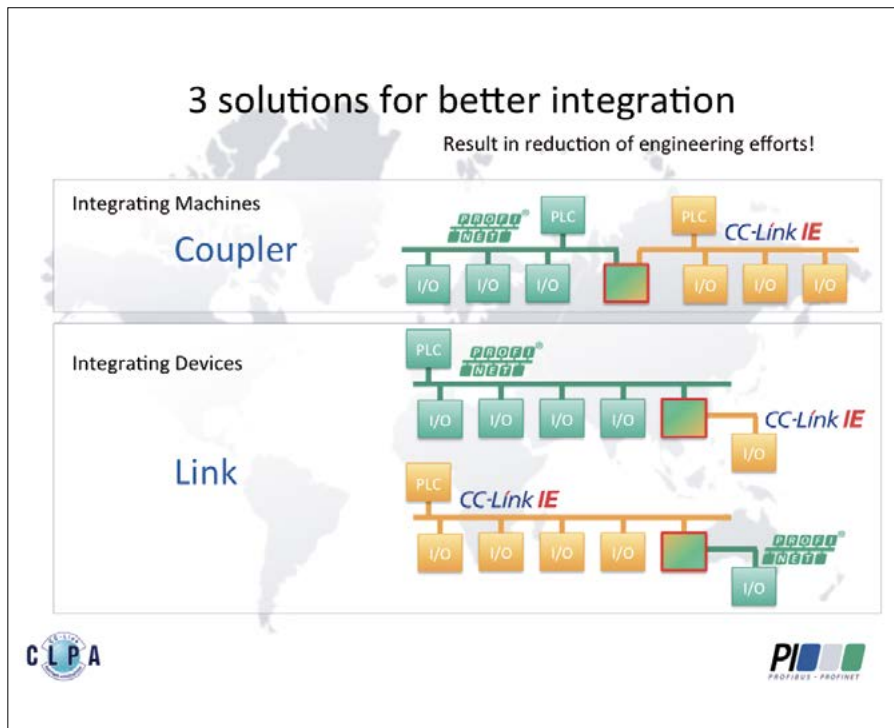 3 solutions for better integration
Result in reduction of engineering efforts!
Integrating Machines
Coupler
PROFI
NET
PLC
PLC
CC-Link IE
I/O
I/O
I/O
I/O
I/O
I/O
Integrating Devices
Link
PLC
PROFI
NET
I/O
I/O
I/O
I/O
CC-Link IE
I/O
PLC
CC-Link IE
I/O
I/O
I/O
I/O
PROFI
NET
I/O
CC-Link
CLPA
PI
PROFIBUS • PROFINET